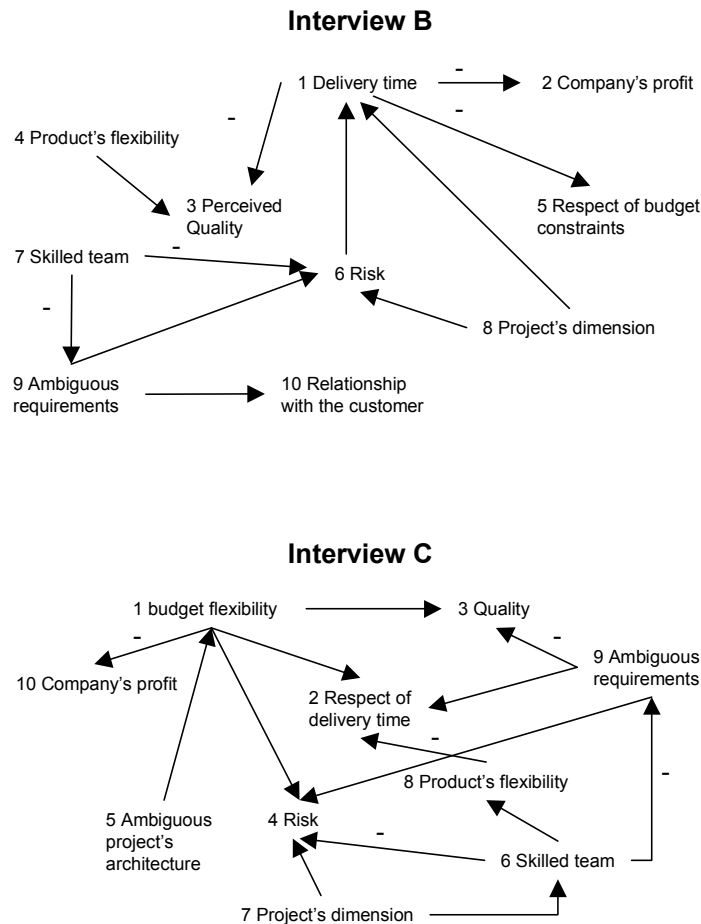 Interview B
1 Delivery time
-
2 Company's profit
-
-
4 Product's flexibility
3 Perceived
Quality
5 Respect of budget
constraints
7 Skilled team
-
6 Risk
-
8 Project's dimension
9 Ambiguous
requirements
10 Relationship
with the customer
Interview C
1 budget flexibility
3 Quality
-
-
9 Ambiguous
requirements
10 Company's profit
2 Respect of
delivery time
-
8 Product's flexibility
-
5 Ambiguous
project's
architecture
4 Risk
-
6 Skilled team
7 Project's dimension